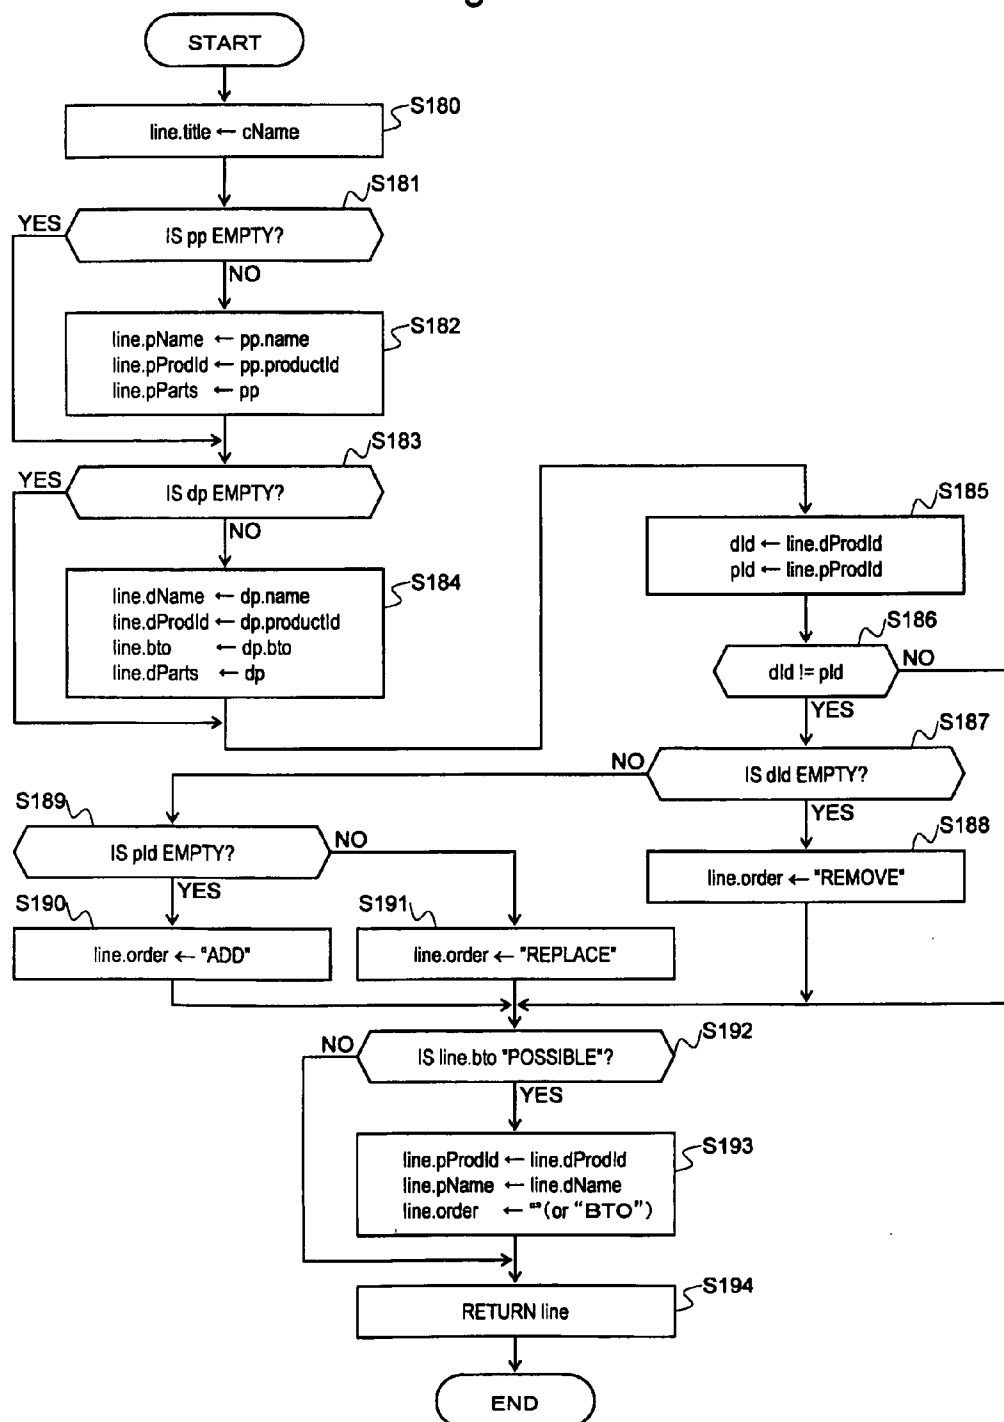 START
S180
line.title ← cName
S181
YES
IS pp EMPTY?
NO
S182
line.pName ← pp.name
line.pProdId ← pp.productId
line.pParts ← pp
S183
YES
IS dp EMPTY?
NO
S184
line.dName ← dp.name
line.dProdId ← dp.productId
line.bto ← dp.bto
line.dParts ← dp
S185
dId ← line.dProdId
pId ← line.pProdId
S186
dId != pId
NO
YES
S187
NO
IS dId EMPTY?
YES
S188
line.order ← "REMOVE"
S189
IS pId EMPTY?
NO
YES
S190
line.order ← "ADD"
S191
line.order ← "REPLACE"
S192
NO
IS line.bto "POSSIBLE"?
YES
S193
line.pProdId ← line.dProdId
line.pName ← line.dName
line.order ← "" (or "BTO")
S194
RETURN line
END